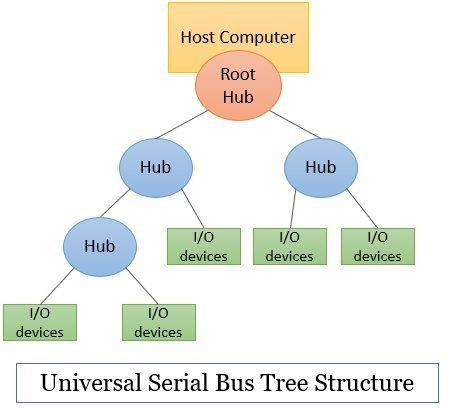 Host Computer
Root
Hub
Hub
Hub
I/O
devices
I/O
devices
I/O
devices
Hub
I/O
devices
I/O
devices
Universal Serial Bus Tree Structure